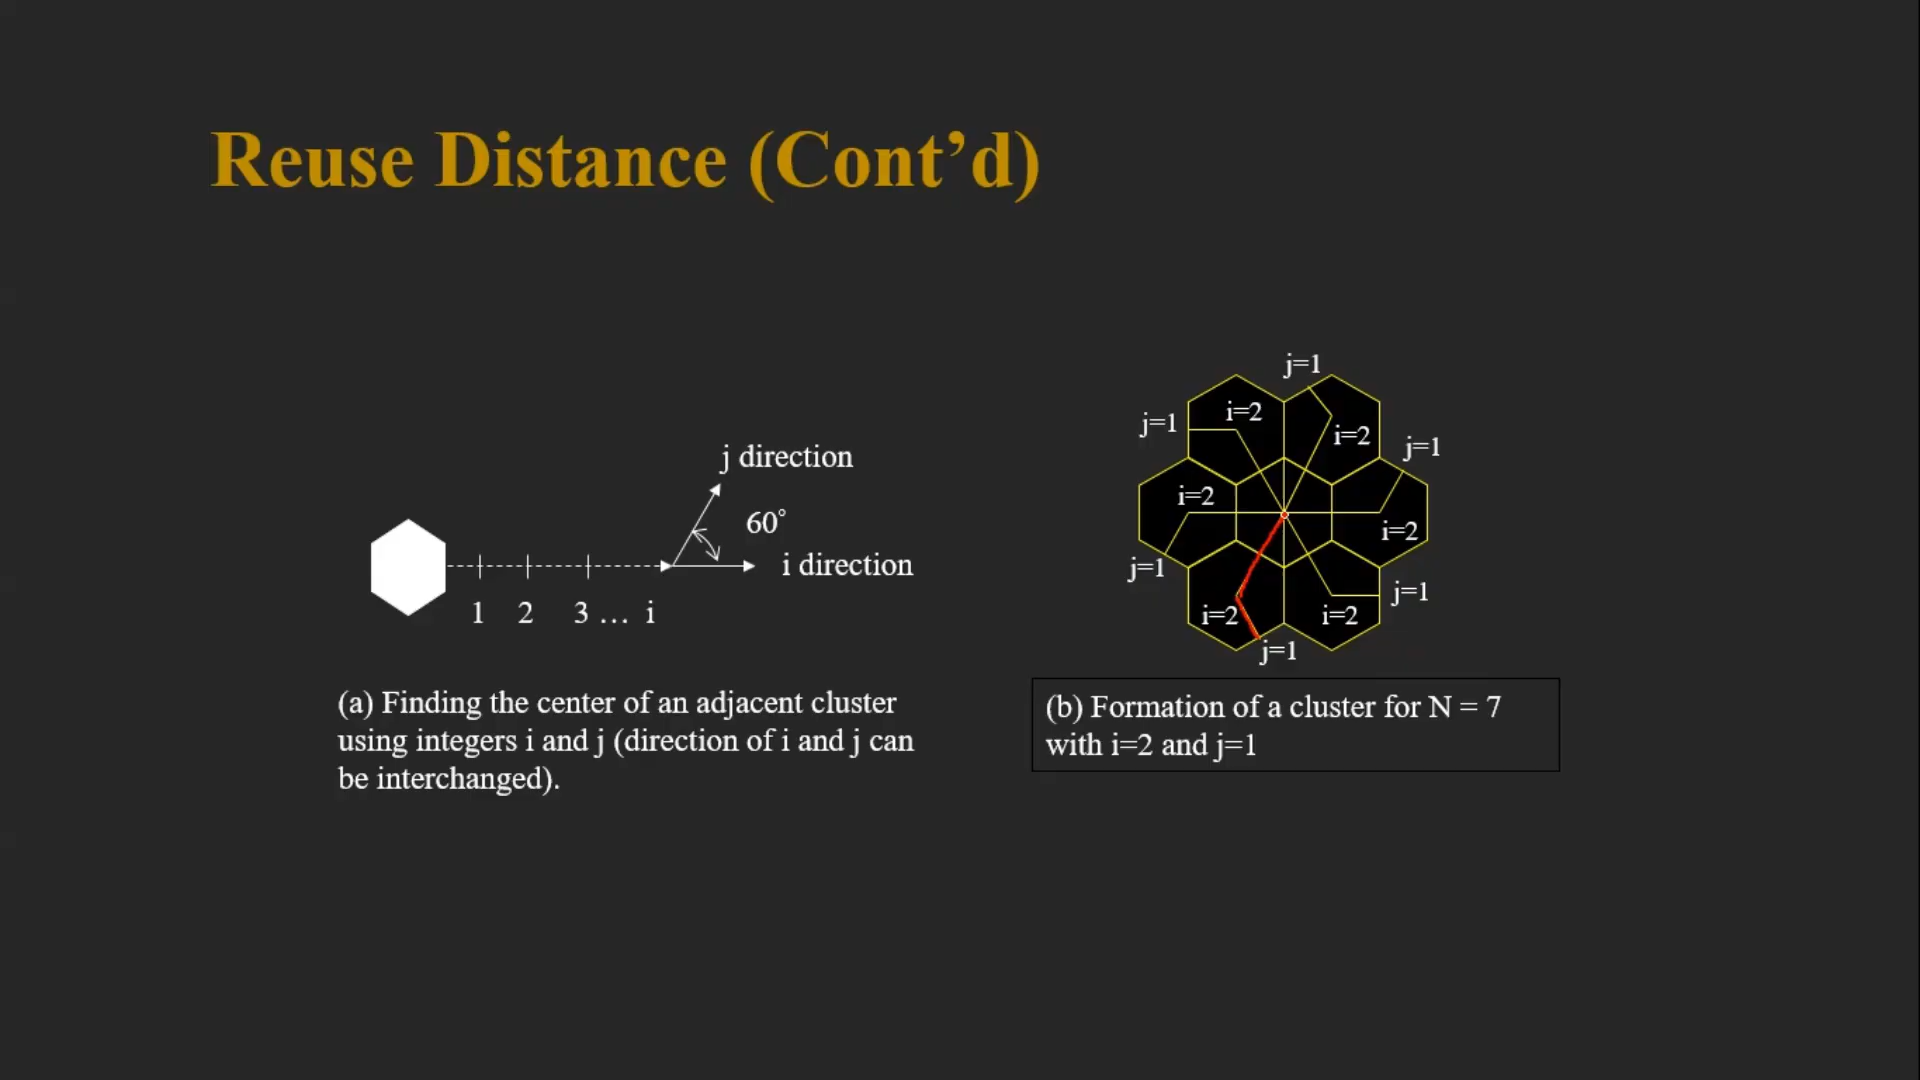 Reuse Distance (Cont’d)
j direction
60°
i direction
1 2 3 … i
(a) Finding the center of an adjacent cluster
using integers i and j (direction of i and j can
be interchanged).
j=1
j=1
i=2
i=2
j=1
i=2
i=2
j=1
j=1
i=2
i=2
j=1
(b) Formation of a cluster for N = 7
with i=2 and j=1